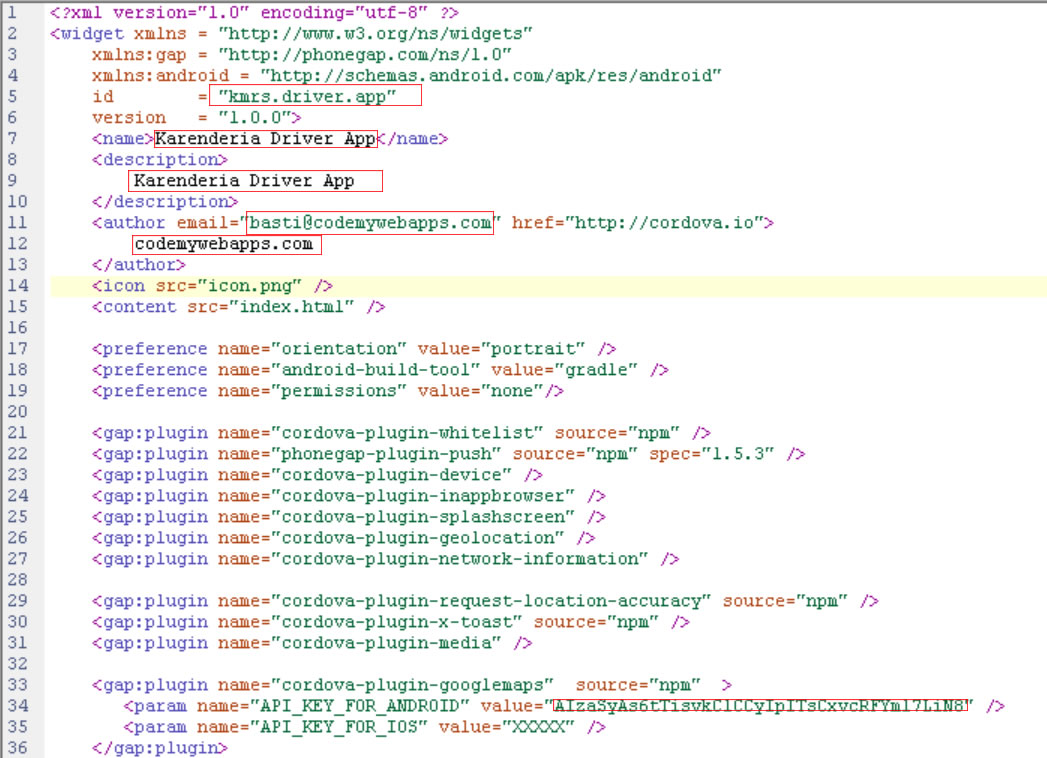 1 <?xml version="1.0" encoding="utf-8" ?>
2 <widget xmlns = "http://www.w3.org/ns/widgets"
3 xmlns:gap = "http://phonegap.com/ns/1.0"
4 xmlns:android = "http://schemas.android.com/apk/res/android"
5 id = "kmrs.driver.app"
6 version = "1.0.0">
7 <name>Karenderia Driver App</name>
8 <description>
9 Karenderia Driver App
10 </description>
11 <author email="basti@codemywebapps.com" href="http://cordova.io">
12 codemywebapps.com
13 </author>
14 <icon src="icon.png" />
15 <content src="index.html" />
16
17 <preference name="orientation" value="portrait" />
18 <preference name="android-build-tool" value="gradle" />
19 <preference name="permissions" value="none"/>
20
21 <gap:plugin name="cordova-plugin-whitelist" source="npm" />
22 <gap:plugin name="phonegap-plugin-push" source="npm" spec="1.5.3" />
23 <gap:plugin name="cordova-plugin-device" />
24 <gap:plugin name="cordova-plugin-inappbrowser" />
25 <gap:plugin name="cordova-plugin-splashscreen" />
26 <gap:plugin name="cordova-plugin-geolocation" />
27 <gap:plugin name="cordova-plugin-network-information" />
28
29 <gap:plugin name="cordova-plugin-request-location-accuracy" source="npm" />
30 <gap:plugin name="cordova-plugin-x-toast" source="npm" />
31 <gap:plugin name="cordova-plugin-media" />
32
33 <gap:plugin name="cordova-plugin-googlemaps" source="npm" >
34 <param name="API_KEY_FOR_ANDROID" value="" />
35 <param name="API_KEY_FOR_IOS" value="XXXXX" />
36 </gap:plugin>